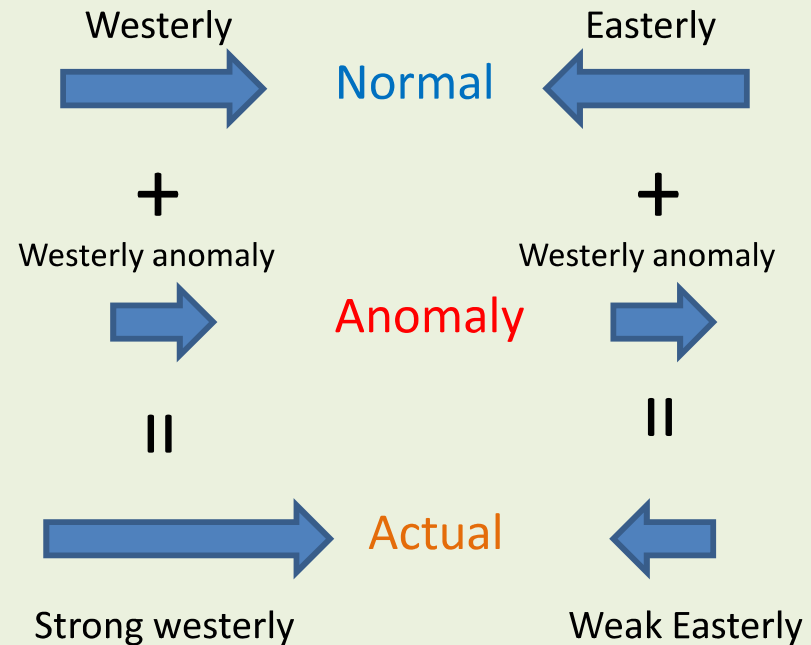 Westerly
Normal
Easterly
+
+
Westerly anomaly
Westerly anomaly
Anomaly
=
=
Actual
Strong westerly
Weak Easterly